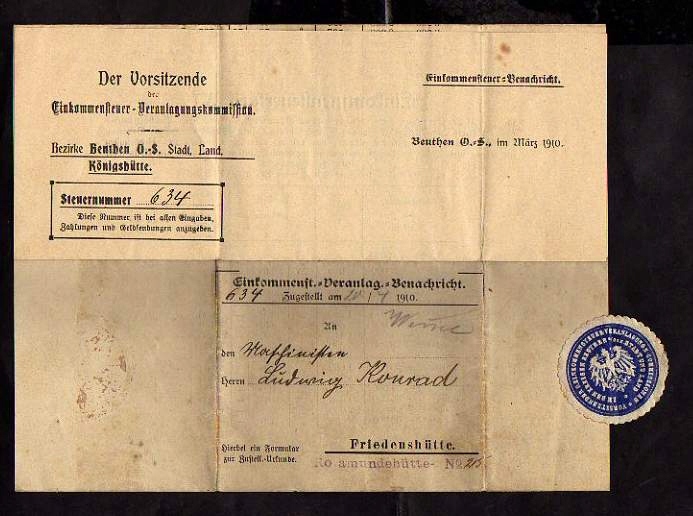 Der Vorsitzende
der
Einkommensteuer-Veranlagungskommission.
Bezirke Beuthen O.-S. Stadt, Land,
Königshütte.
Steuernummer 634
Diese Nummer ist bei allen Eingaben,
Zahlungen und Geldsendungen anzugeben.
Einkommensteuer-Benachricht.
Beuthen O.-S., im März 1910.
Einkommenst.-Veranlag.-Benachricht.
634 Zugestellt am 1910.
An
den Maschinisten
Herrn Ludwig Konrad
Friedenshütte.
Hierbei ein Formular
zur Zustell.-Urkunde.
Rosamundehütte- No